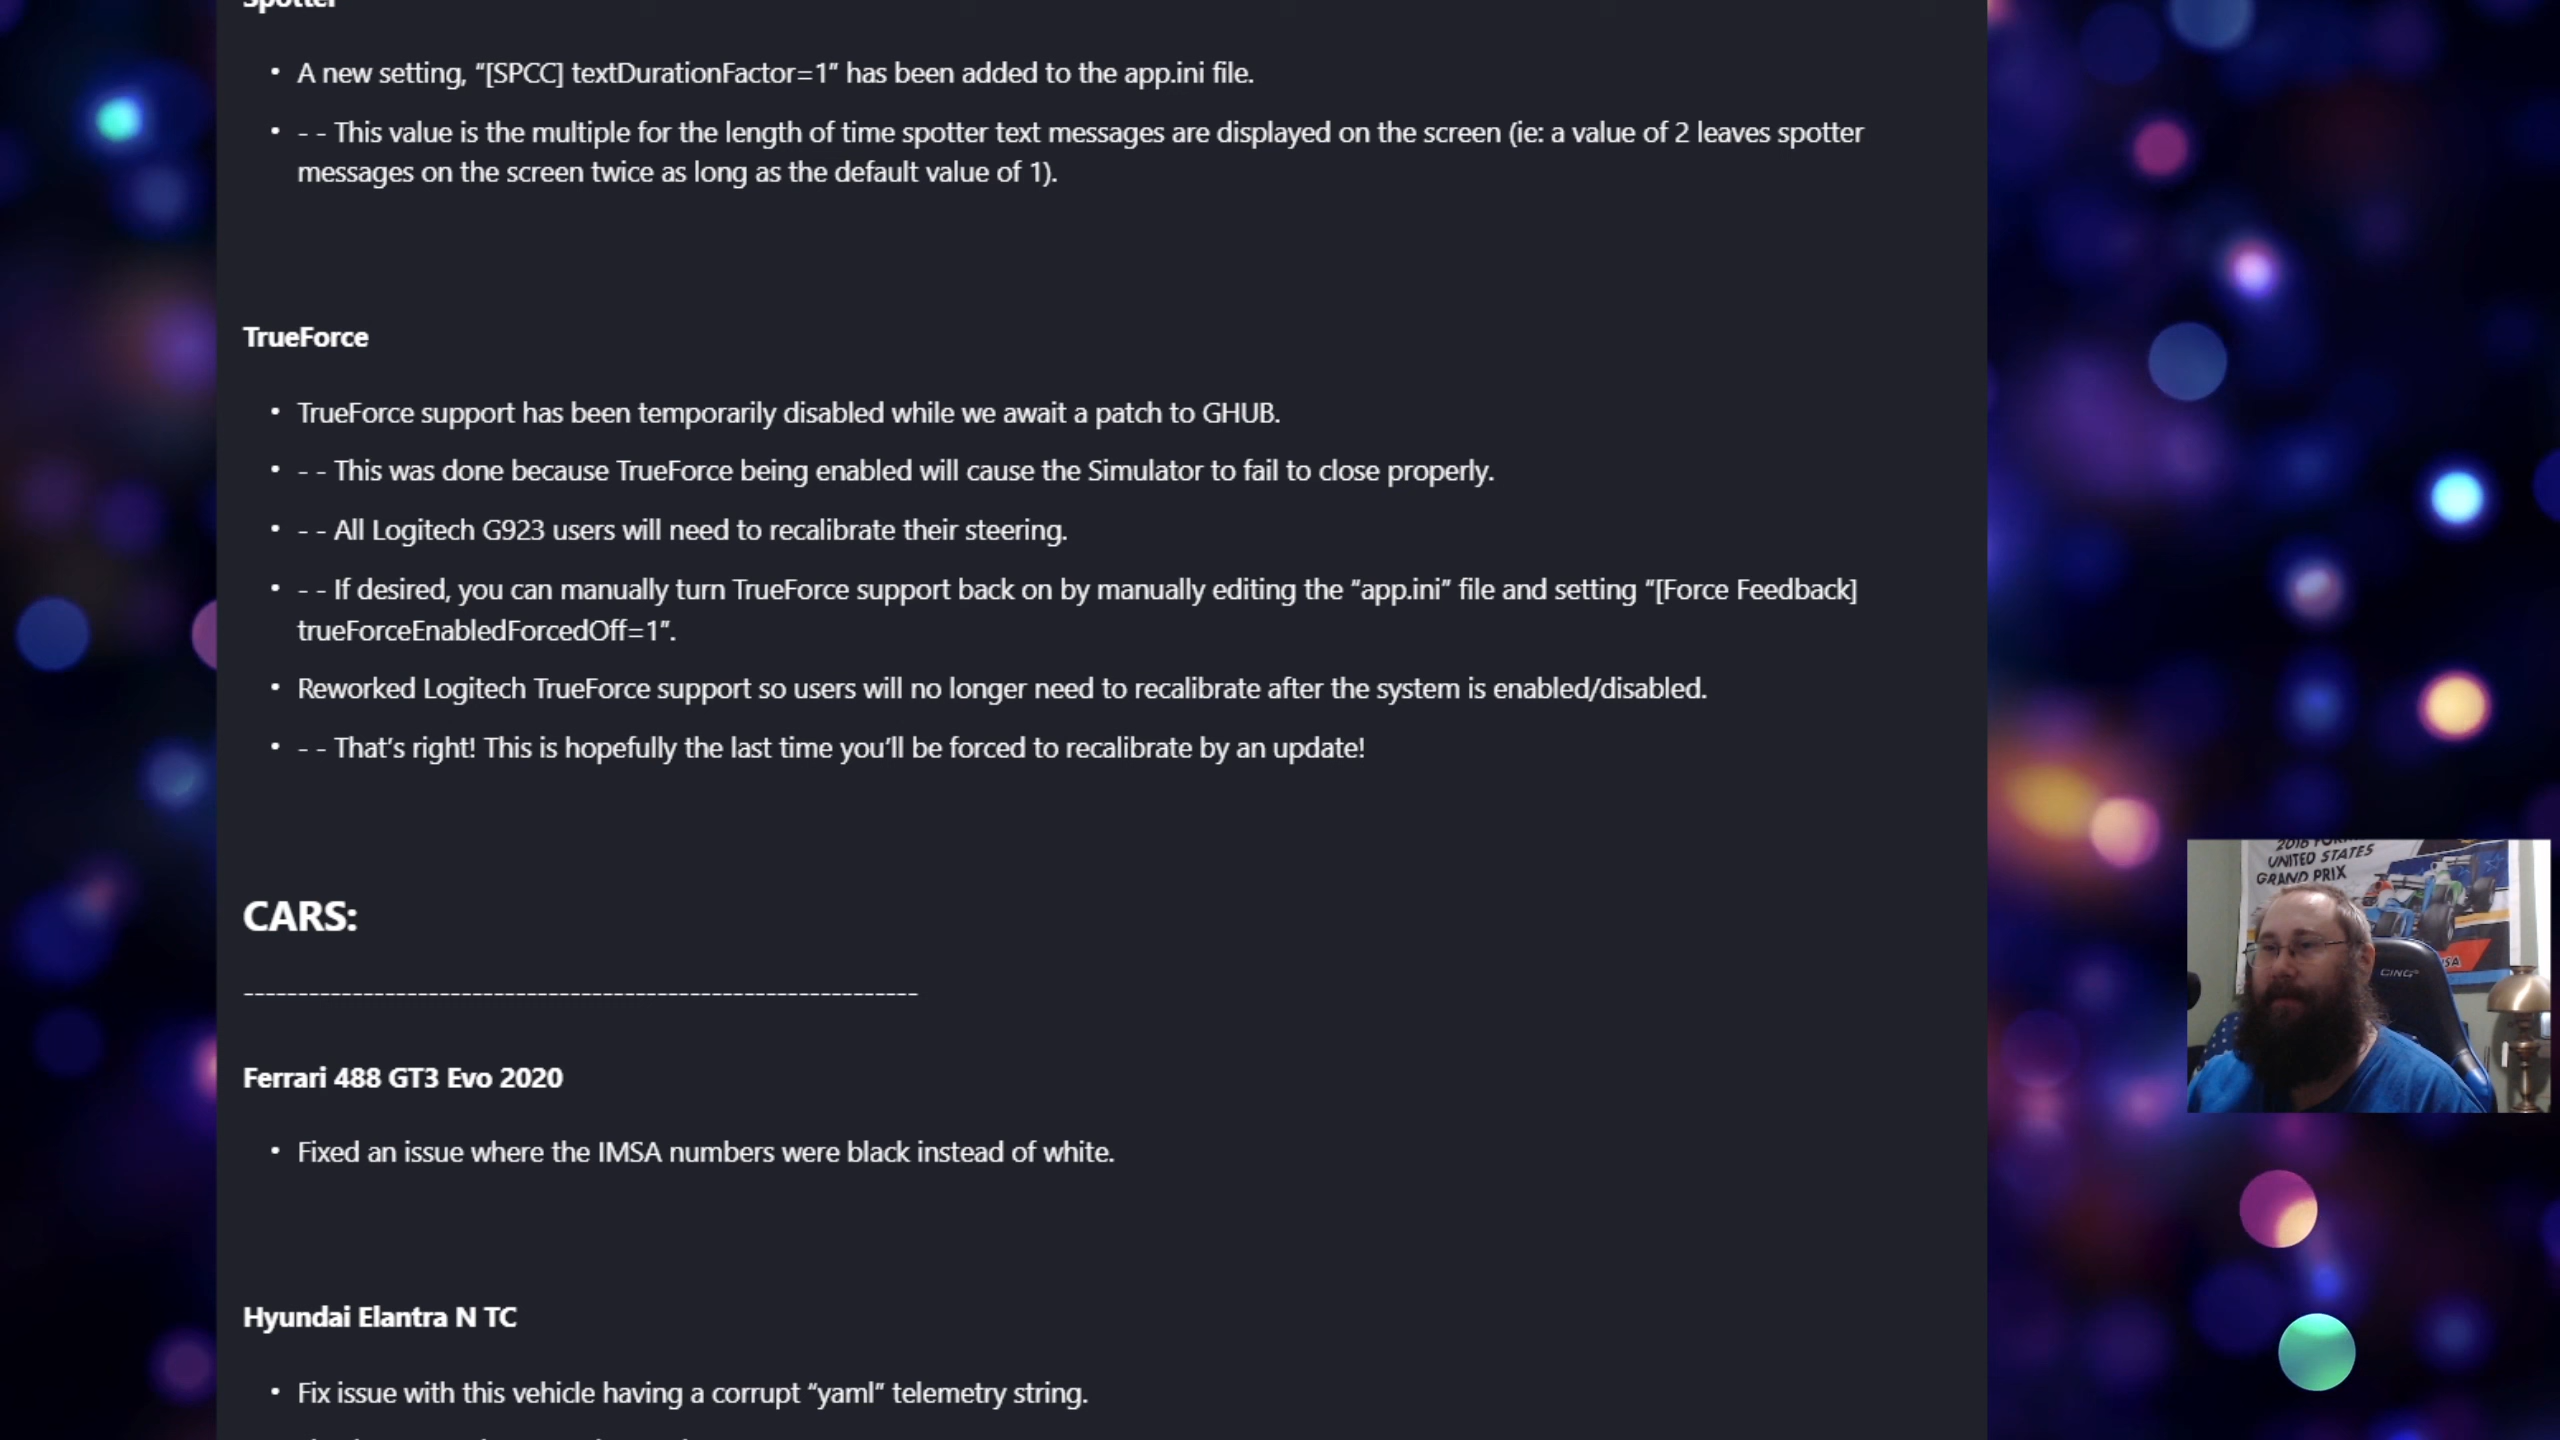 Spotter
• A new setting, “[SPCC] textDurationFactor=1” has been added to the app.ini file.
• - - This value is the multiple for the length of time spotter text messages are displayed on the screen (ie: a value of 2 leaves spotter
messages on the screen twice as long as the default value of 1).
TrueForce
• TrueForce support has been temporarily disabled while we await a patch to GHUB.
• - - This was done because TrueForce being enabled will cause the Simulator to fail to close properly.
• - - All Logitech G923 users will need to recalibrate their steering.
• - - If desired, you can manually turn TrueForce support back on by manually editing the “app.ini” file and setting “[Force Feedback]
trueForceEnabledForcedOff=1”.
• Reworked Logitech TrueForce support so users will no longer need to recalibrate after the system is enabled/disabled.
• - - That’s right! This is hopefully the last time you’ll be forced to recalibrate by an update!
CARS:
---------------------------------------------------------------
Ferrari 488 GT3 Evo 2020
• Fixed an issue where the IMSA numbers were black instead of white.
Hyundai Elantra N TC
• Fix issue with this vehicle having a corrupt “yaml” telemetry string.
UNITED STATES
GRAND PRIX